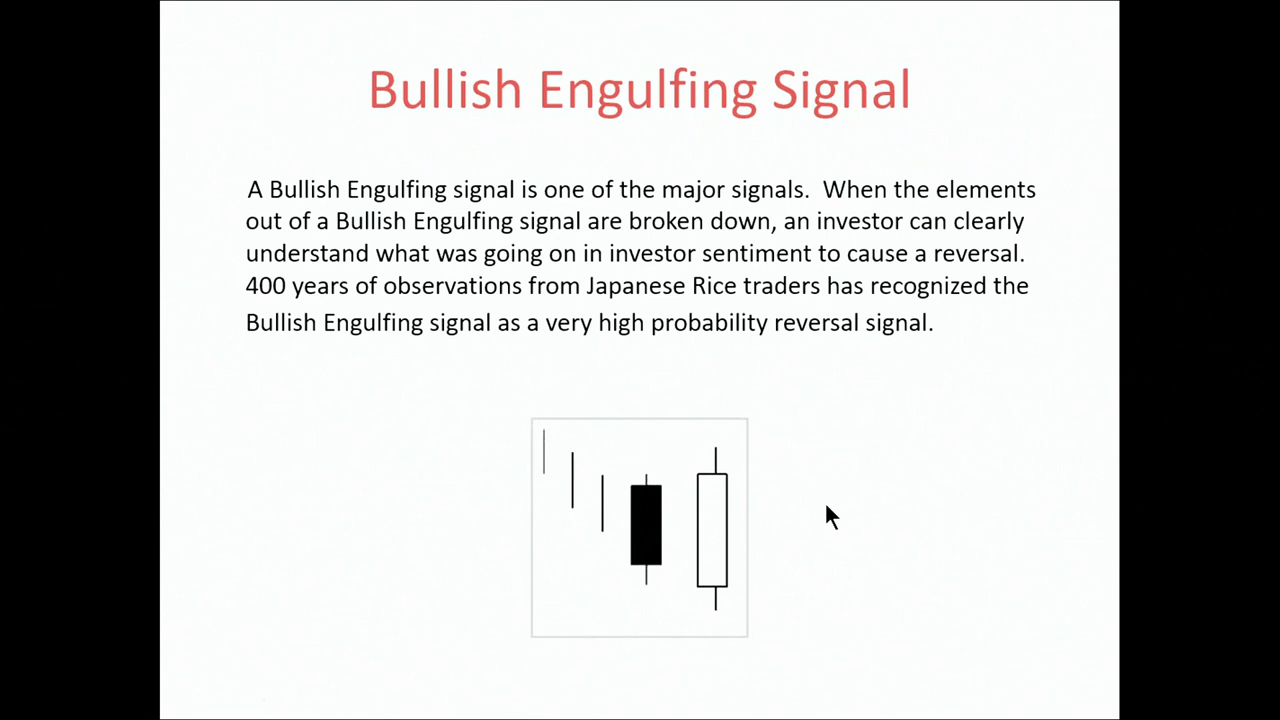 Bullish Engulfing Signal
A Bullish Engulfing signal is one of the major signals.  When the elements
out of a Bullish Engulfing signal are broken down, an investor can clearly
understand what was going on in investor sentiment to cause a reversal.
400 years of observations from Japanese Rice traders has recognized the
Bullish Engulfing signal as a very high probability reversal signal.